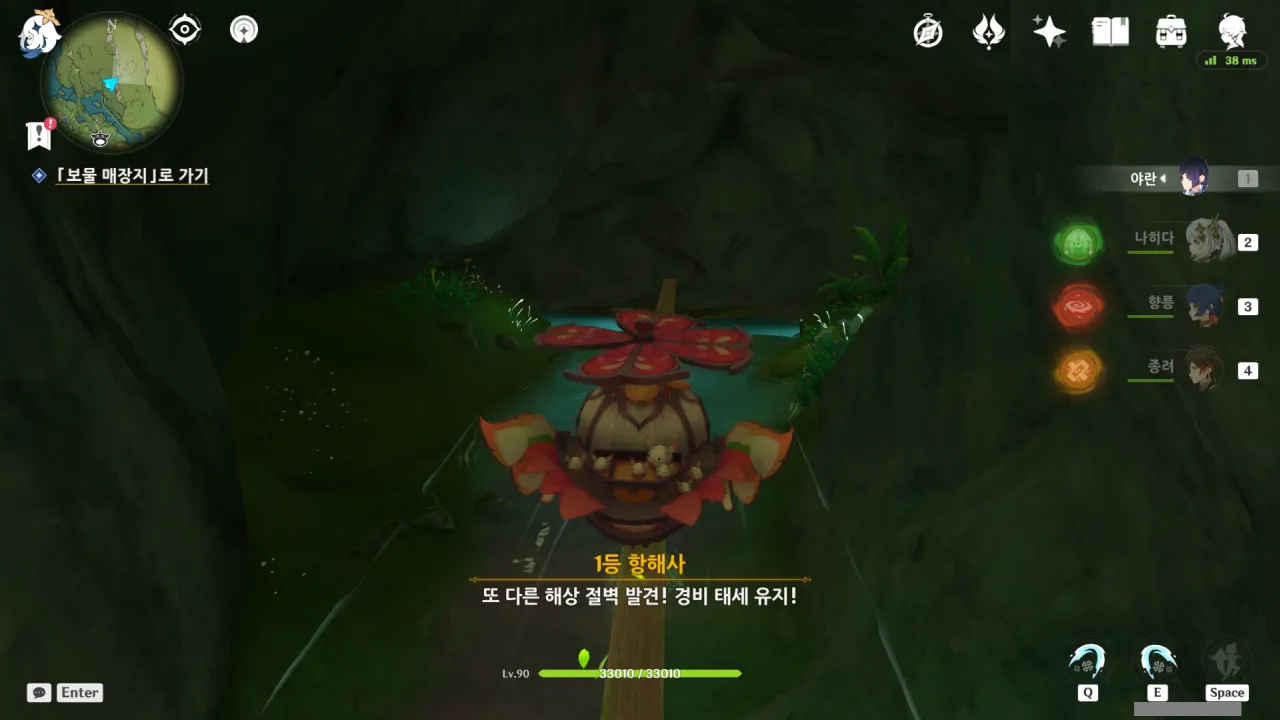 N
38 ms
「보물 매장지」로 가기
야란
1
나히다
2
향릉
3
종려
4
1등 항해사
또 다른 해상 절벽 발견! 경비 태세 유지!
Lv.90
33010 / 33010
Enter
Q
E
Space